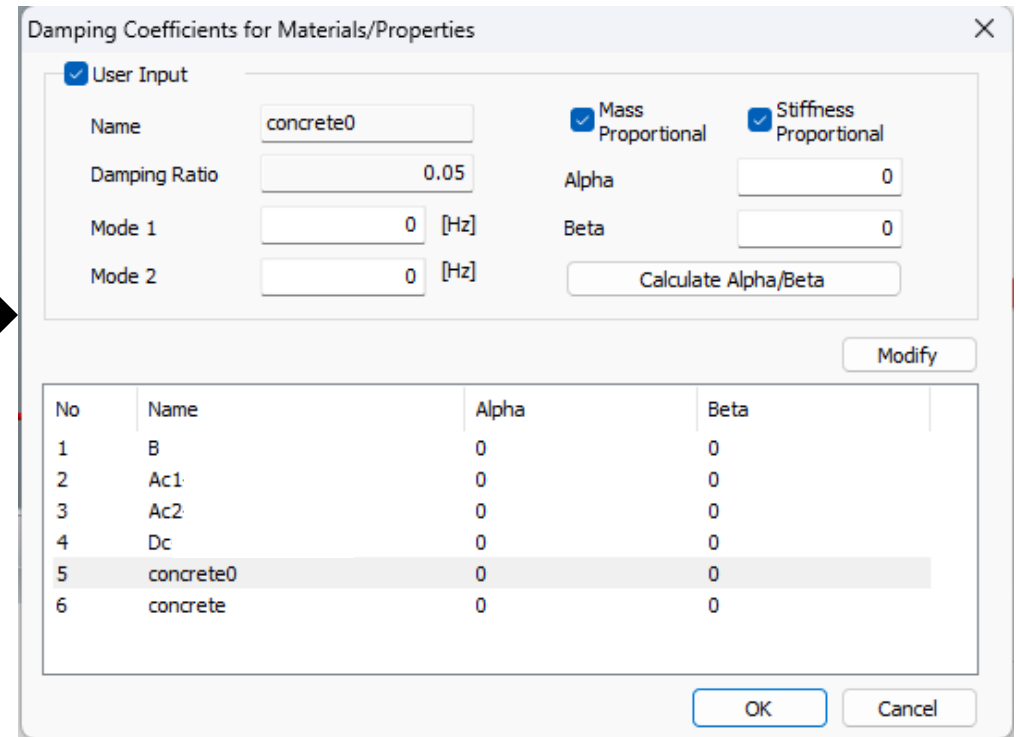 Damping Coefficients for Materials/Properties
User Input
Name concrete0
Damping Ratio 0.05
Mode 1 0 [Hz]
Mode 2 0 [Hz]
Mass Proportional
Stiffness Proportional
Alpha 0
Beta 0
Calculate Alpha/Beta
Modify
No Name Alpha Beta
1 B 0 0
2 Ac1 0 0
3 Ac2 0 0
4 Dc 0 0
5 concrete0 0 0
6 concrete 0 0
OK Cancel